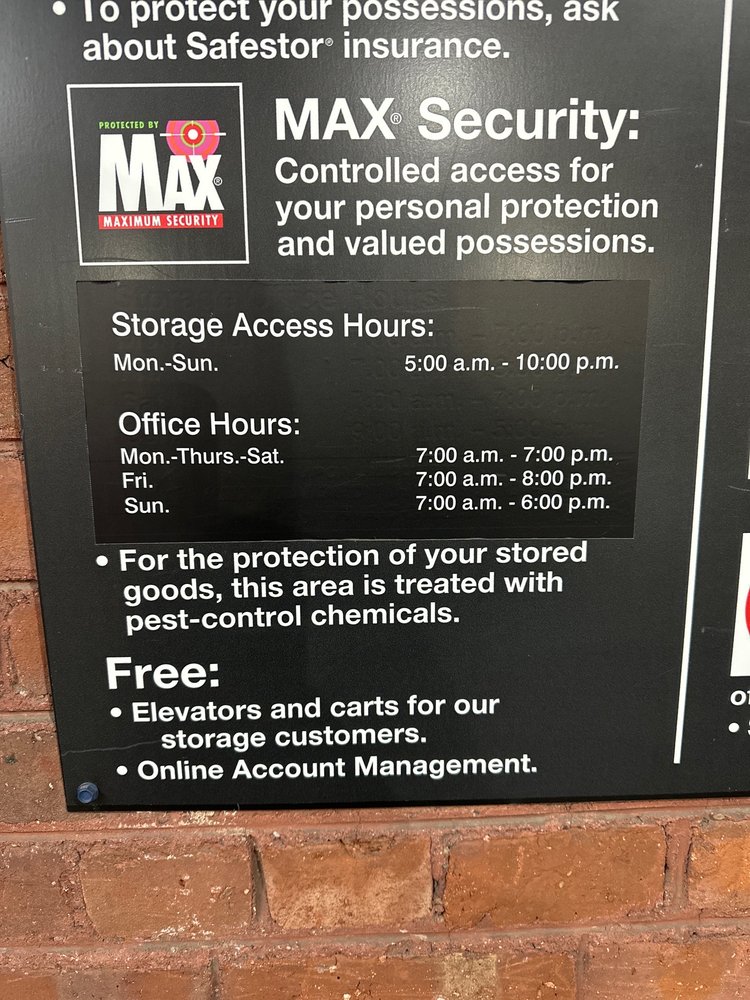 • To protect your possessions, ask
about Safestor® insurance.
PROTECTED BY
MAX®
MAXIMUM SECURITY
MAX® Security:
Controlled access for
your personal protection
and valued possessions.
Storage Access Hours:
Mon.-Sun. 5:00 a.m. - 10:00 p.m.
Office Hours:
Mon.-Thurs.-Sat. 7:00 a.m. - 7:00 p.m.
Fri. 7:00 a.m. - 8:00 p.m.
Sun. 7:00 a.m. - 6:00 p.m.
• For the protection of your stored
goods, this area is treated with
pest-control chemicals.
Free:
• Elevators and carts for our
storage customers.
• Online Account Management.